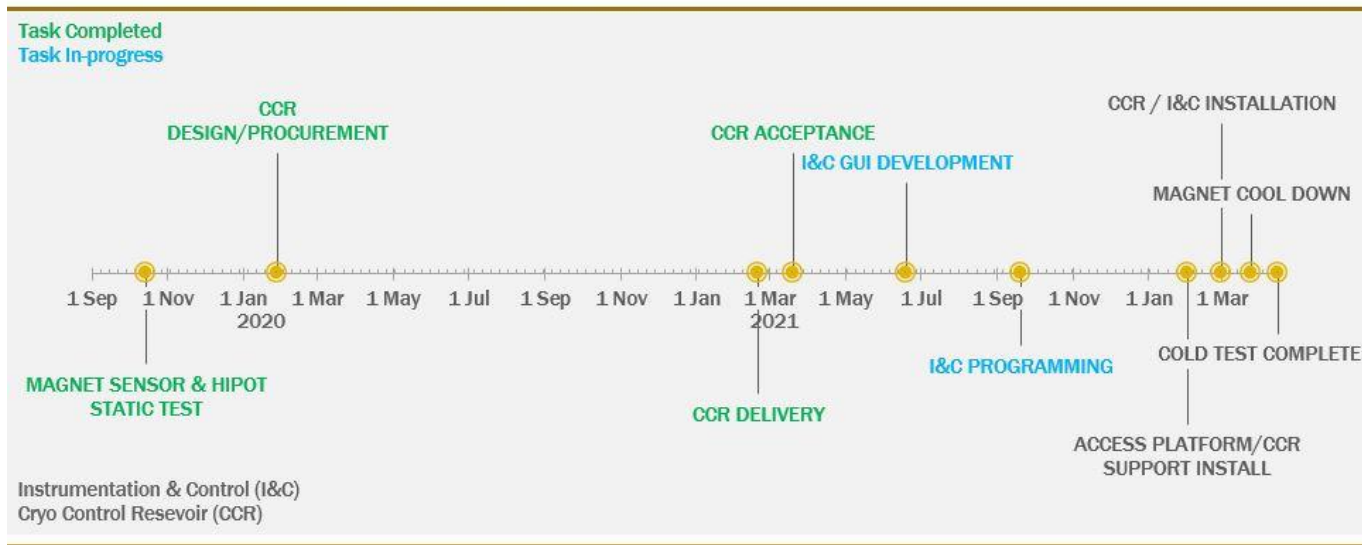 Task Completed
Task In-progress
CCR
DESIGN/PROCUREMENT
CCR ACCEPTANCE
I&C GUI DEVELOPMENT
CCR / I&C INSTALLATION
MAGNET COOL DOWN
1 Sep 1 Nov 1 Jan 1 Mar 1 May 1 Jul 1 Sep 1 Nov 1 Jan 1 Mar 1 May 1 Jul 1 Sep 1 Nov 1 Jan 1 Mar
2020 2021
MAGNET SENSOR & HIPOT
STATIC TEST
CCR DELIVERY
I&C PROGRAMMING
COLD TEST COMPLETE
ACCESS PLATFORM/CCR
SUPPORT INSTALL
Instrumentation & Control (I&C)
Cryo Control Resevoir (CCR)